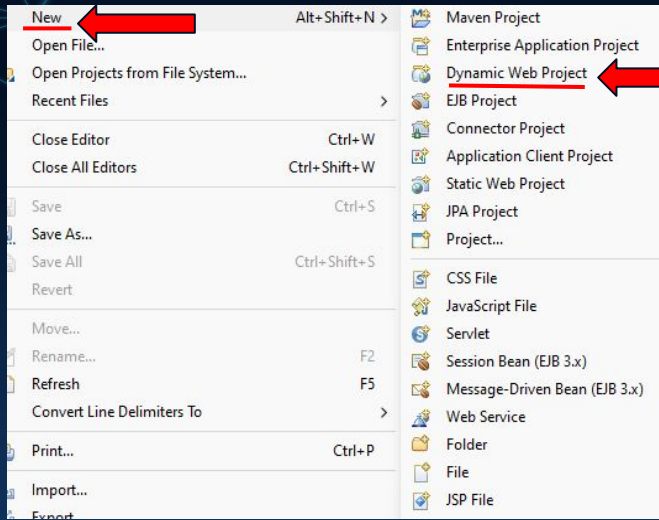 New Alt+Shift+N >
Open File...
Open Projects from File System...
Recent Files >
Close Editor Ctrl+W
Close All Editors Ctrl+Shift+W
Save Ctrl+S
Save As...
Save All Ctrl+Shift+S
Revert
Move...
Rename... F2
Refresh F5
Convert Line Delimiters To >
Print... Ctrl+P
Import...
Export
Maven Project
Enterprise Application Project
Dynamic Web Project
EJB Project
Connector Project
Application Client Project
Static Web Project
JPA Project
Project...
CSS File
JavaScript File
Servlet
Session Bean (EJB 3.x)
Message-Driven Bean (EJB 3.x)
Web Service
Folder
File
JSP File